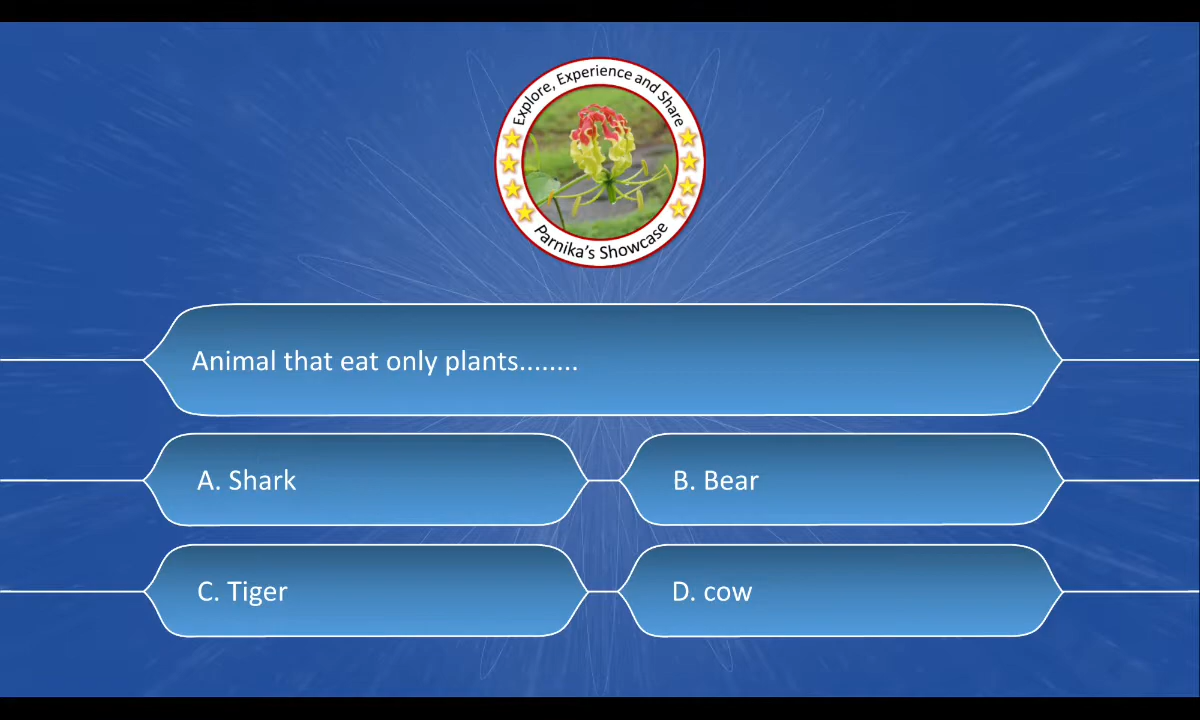 Explore, Experience and Share
Parnika's Showcase
Animal that eat only plants........
A. Shark
B. Bear
C. Tiger
D. cow